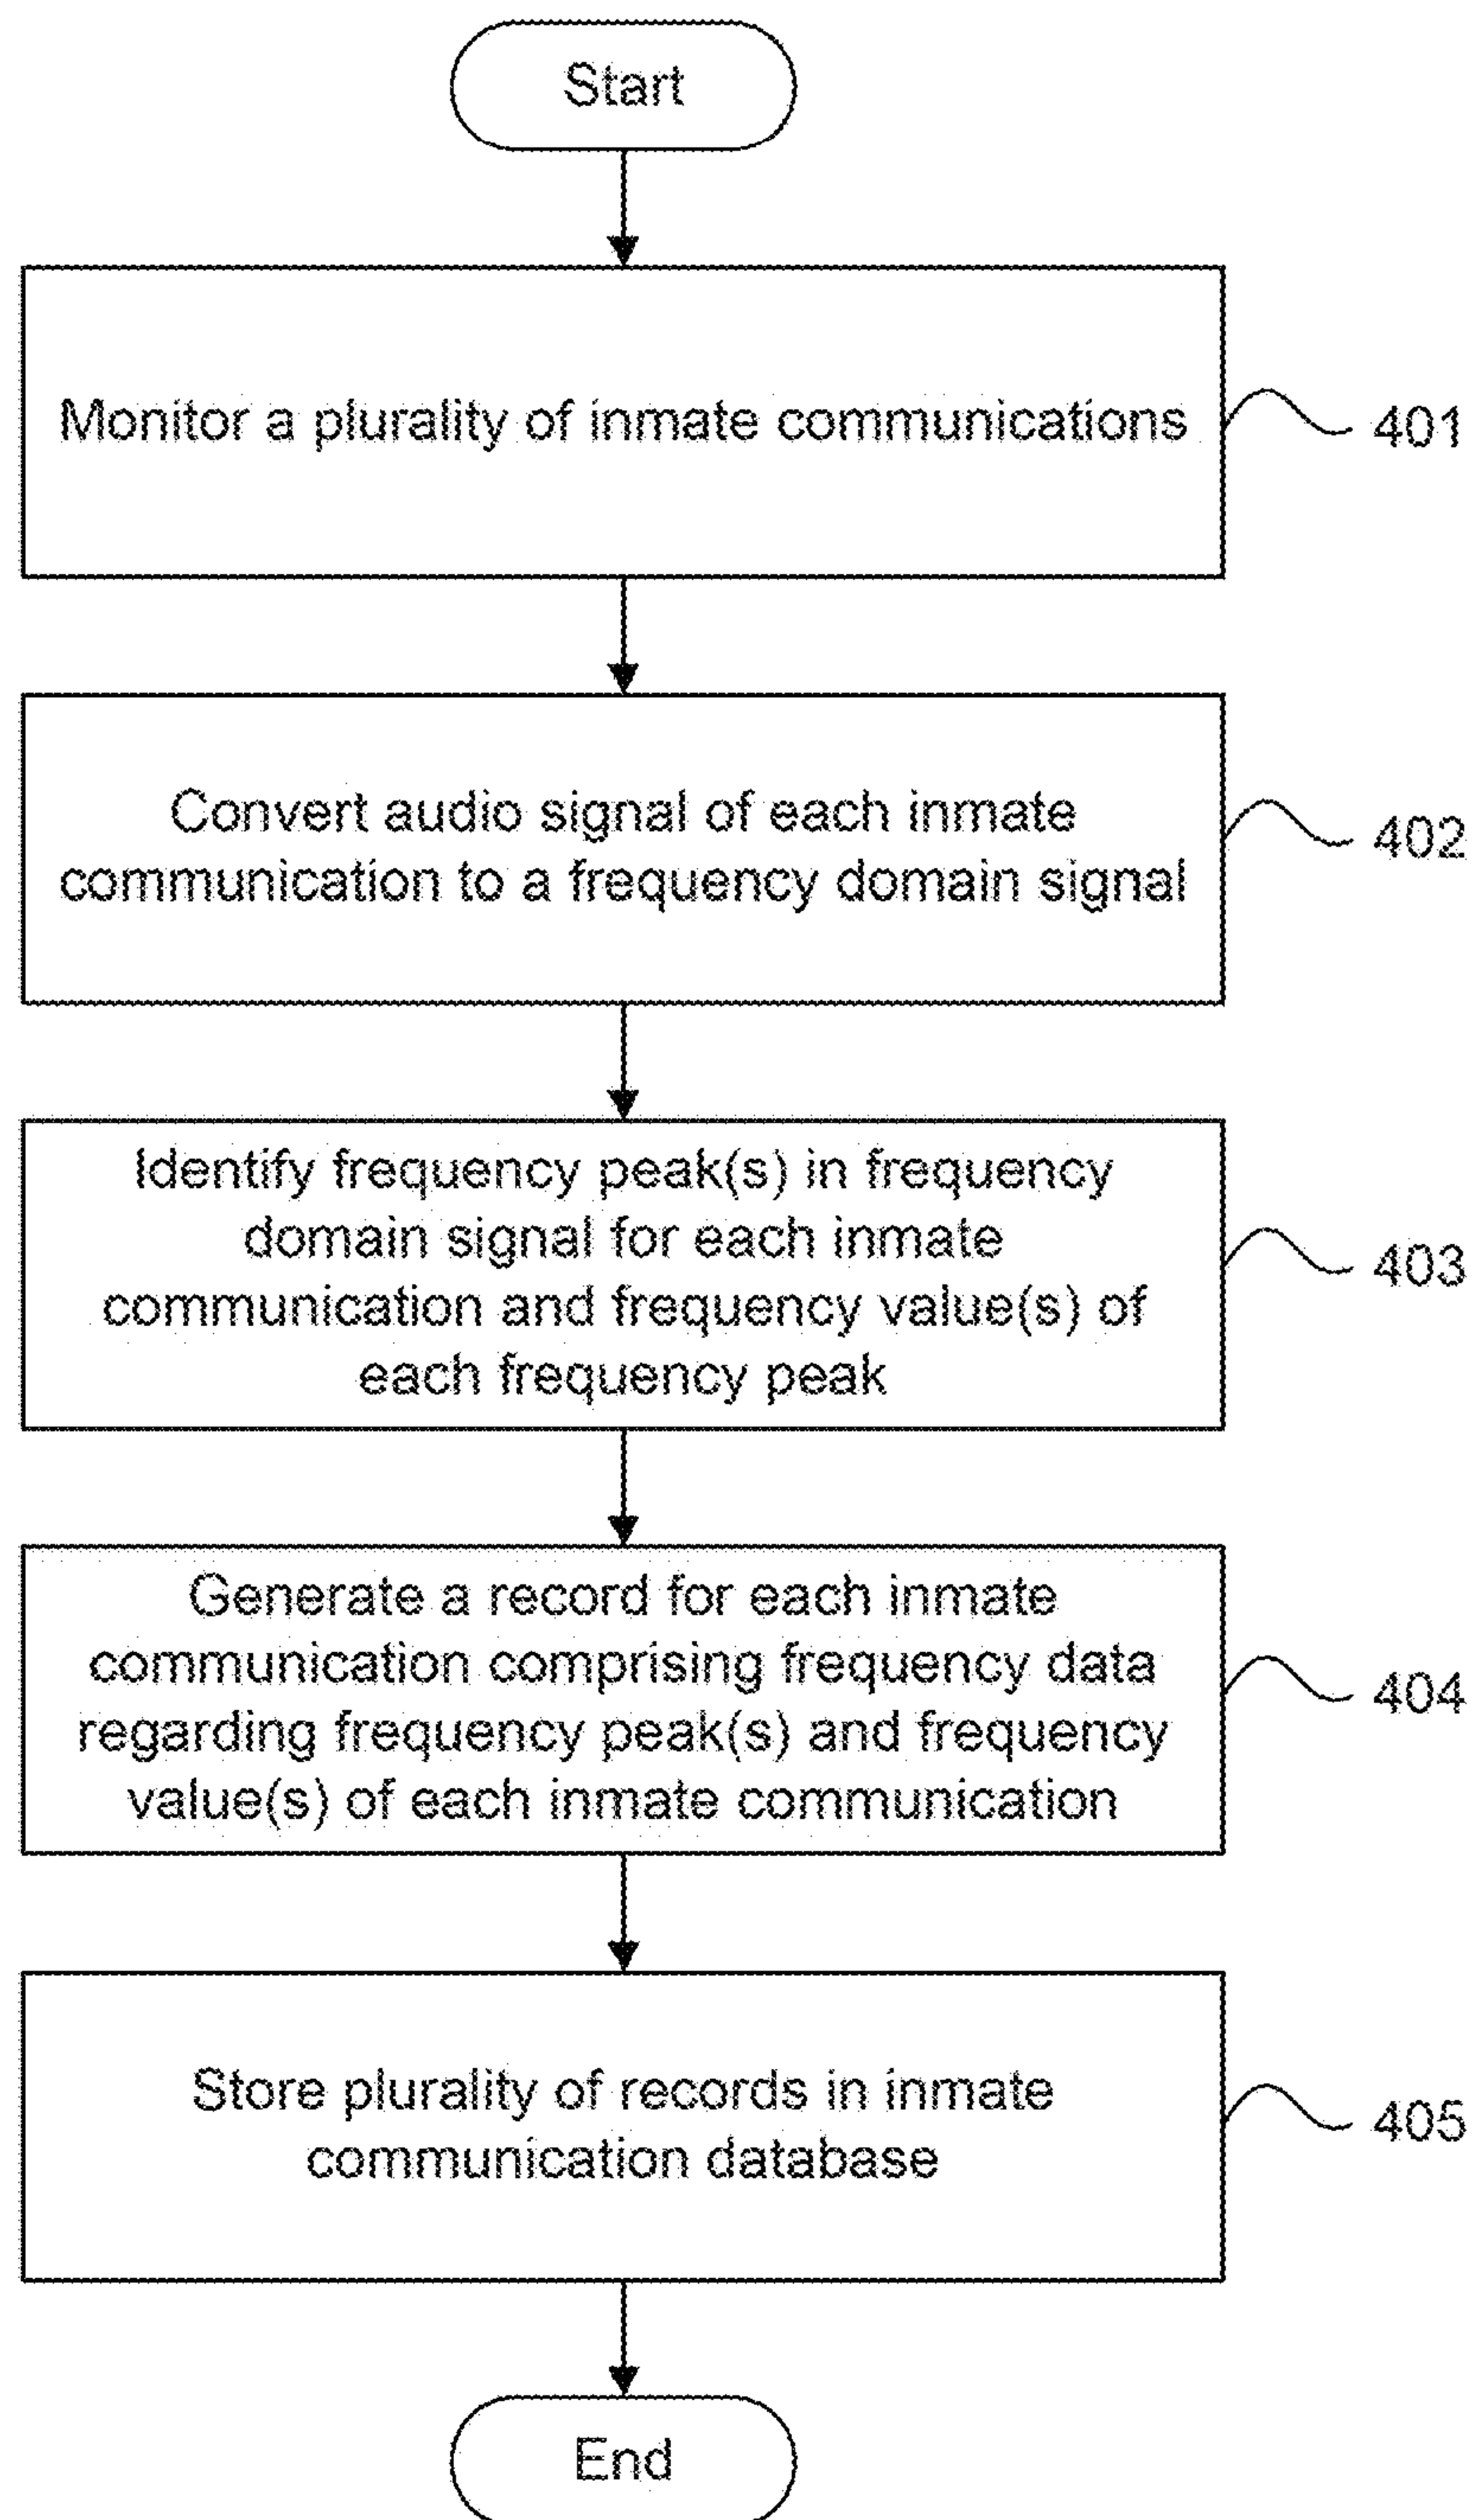 Start
Monitor a plurality of inmate communications
401
Convert audio signal of each inmate
communication to a frequency domain signal
402
Identify frequency peak(s) in frequency
domain signal for each inmate
communication and frequency value(s) of
each frequency peak
403
Generate a record for each inmate
communication comprising frequency data
regarding frequency peak(s) and frequency
value(s) of each inmate communication
404
Store plurality of records in inmate
communication database
405
End